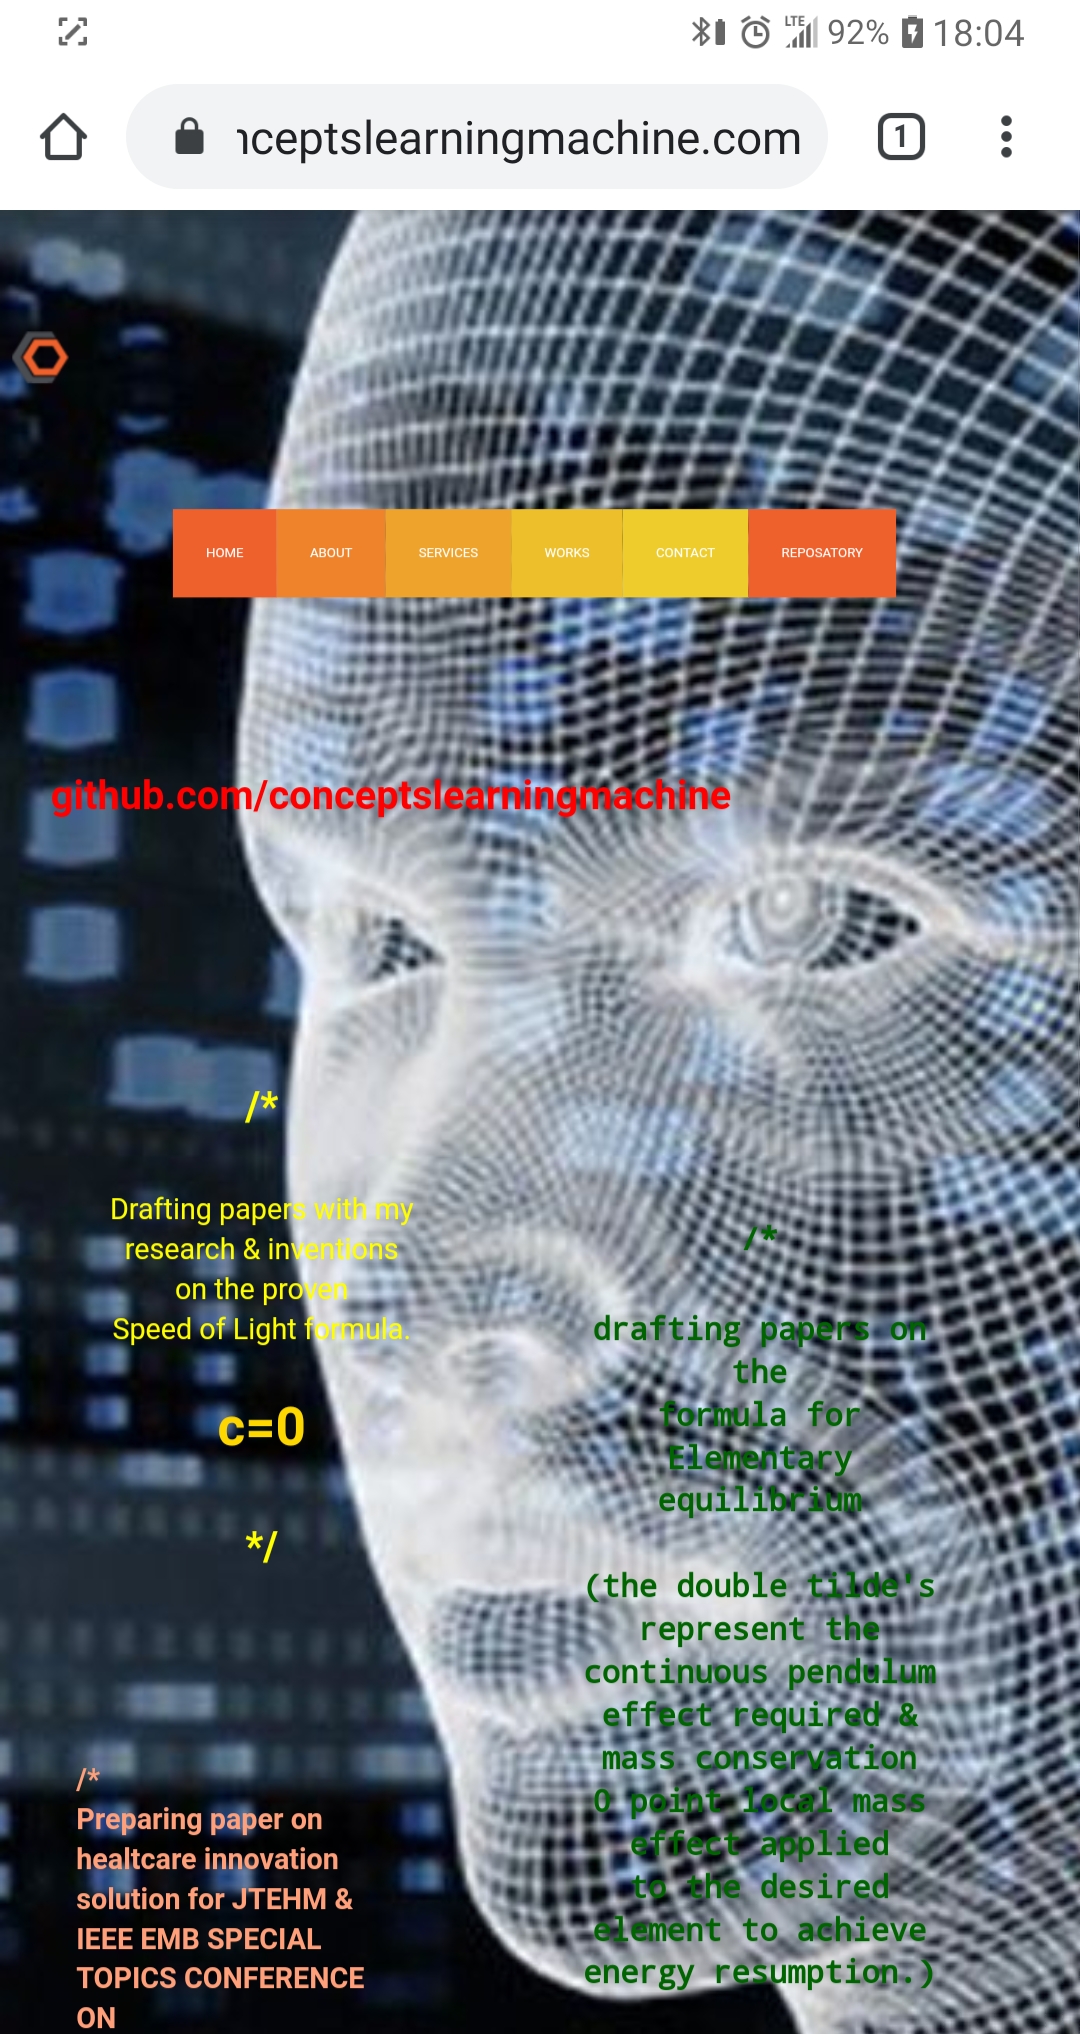 LTE 92% 18:04
nceptslearningmachine.com 1
HOME ABOUT SERVICES WORKS CONTACT REPOSATORY
github.com/conceptslearningmachine
/*
Drafting papers with my
research & inventions
on the proven
Speed of Light formula.
c=0
*/
/*
drafting papers on
the
formula for
Elementary
equilibrium
(the double tilde's
represent the
continuous pendulum
effect required &
mass conservation
0 point local mass
effect applied
to the desired
element to achieve
energy resumption.)
/*
Preparing paper on
healtcare innovation
solution for JTEHM &
IEEE EMB SPECIAL
TOPICS CONFERENCE
ON